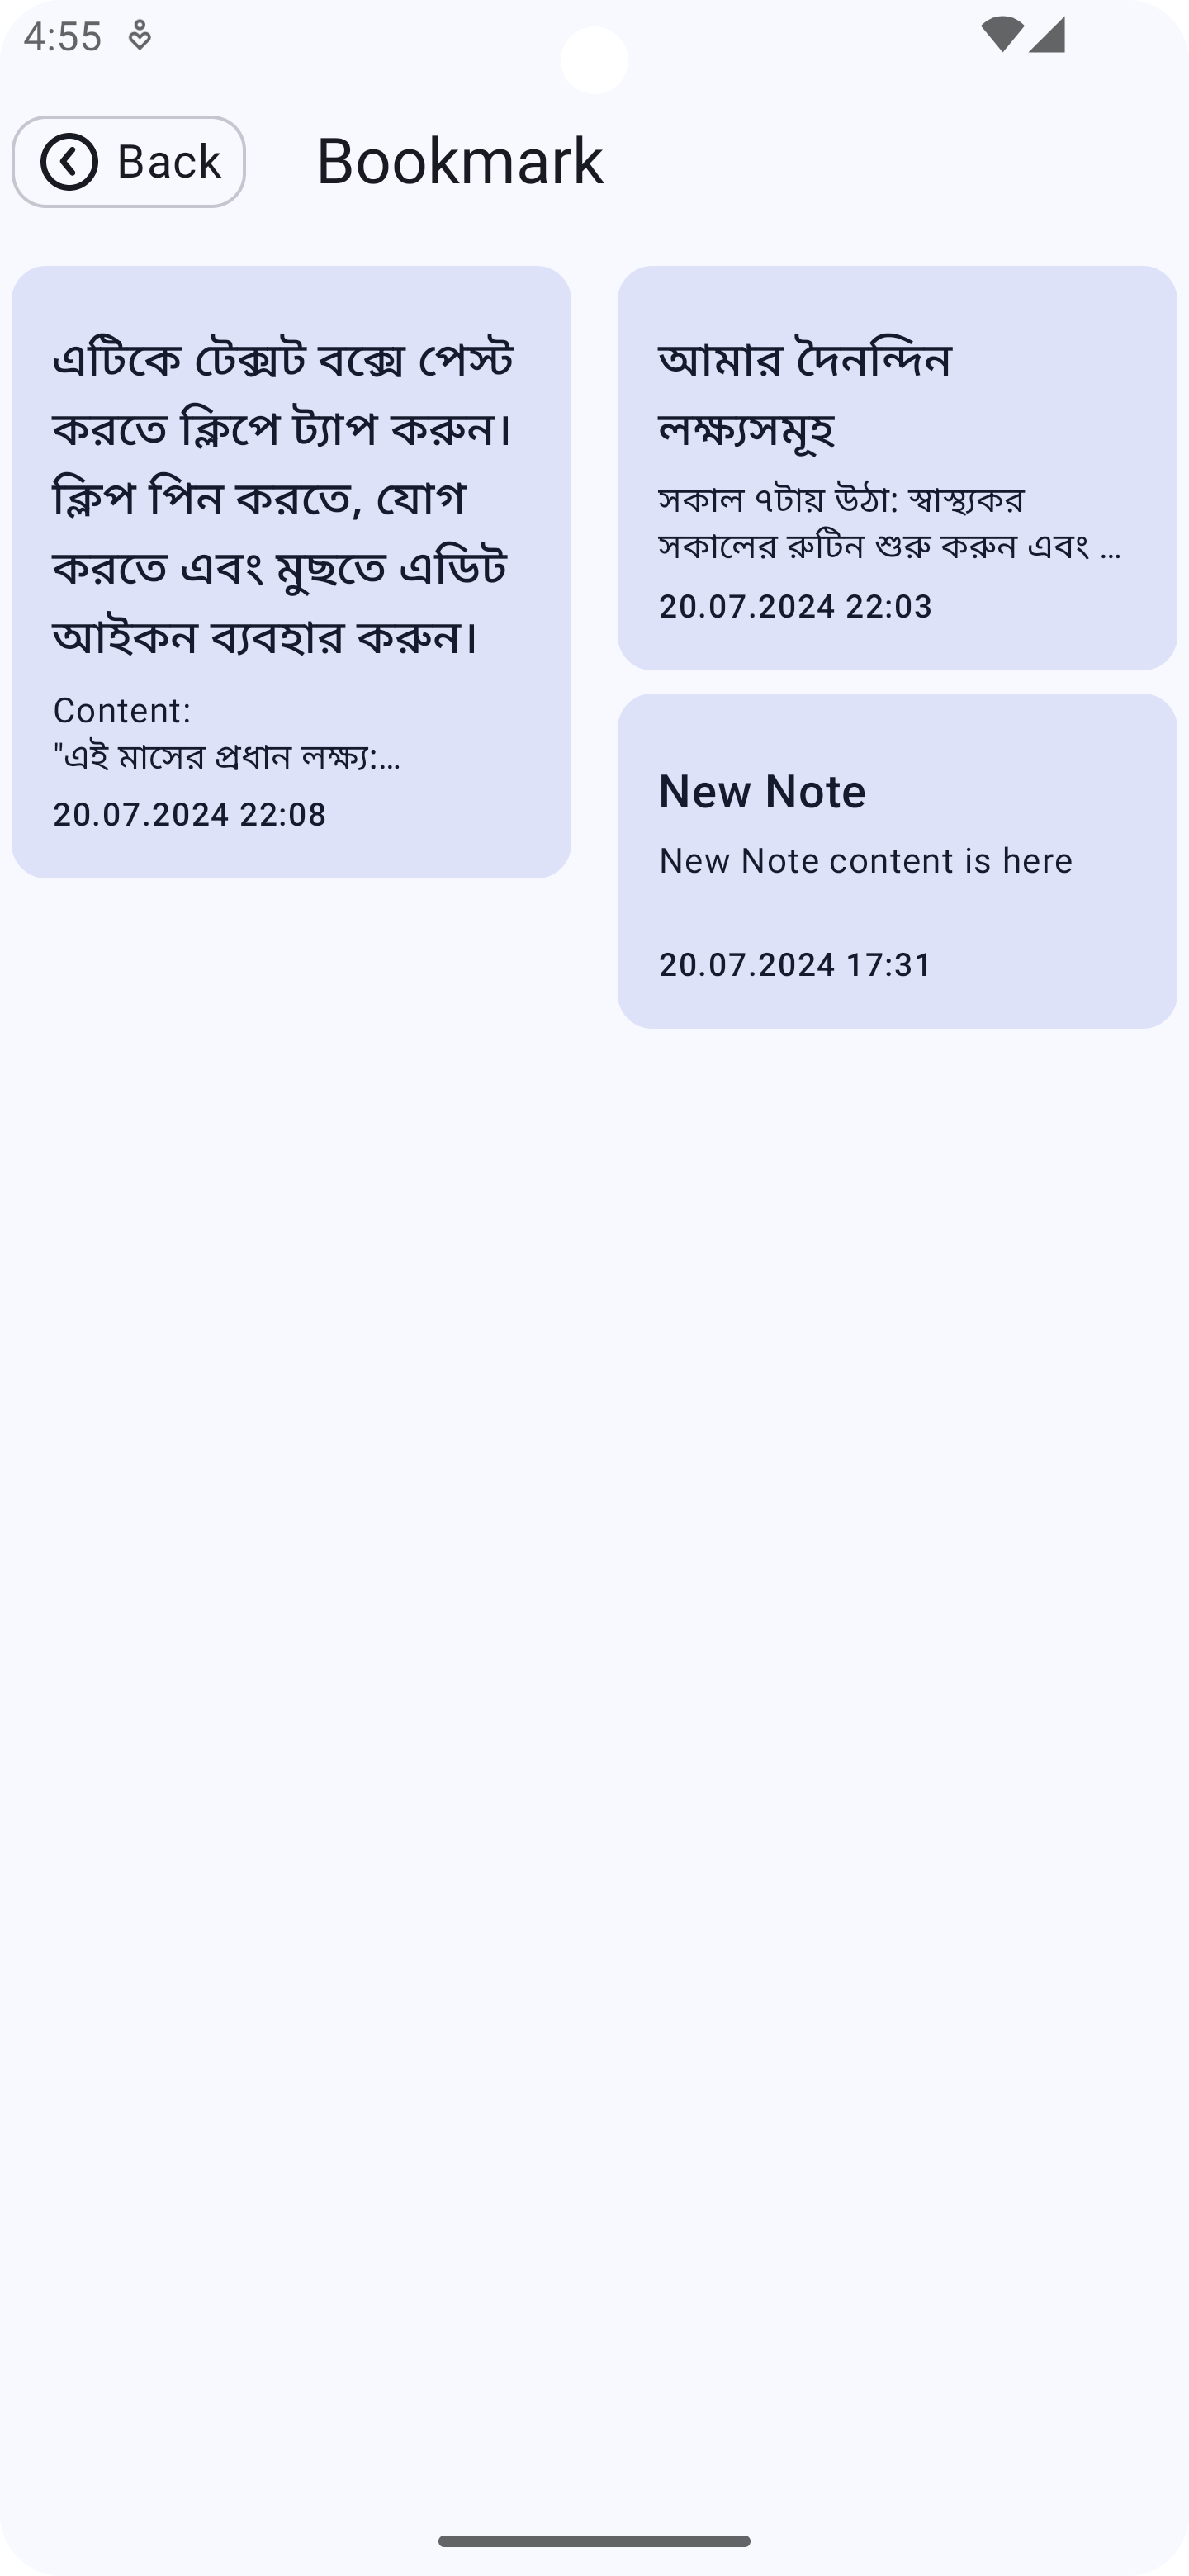 4:55
Back
Bookmark
এটিকে টেক্সট বক্সে পেস্ট
করতে ক্লিপে ট্যাপ করুন।
ক্লিপ পিন করতে, যোগ
করতে এবং মুছতে এডিট
আইকন ব্যবহার করুন।
Content:
"এই মাসের প্রধান লক্ষ্য:...
20.07.2024 22:08
আমার দৈনন্দিন
লক্ষ্যসমূহ
সকাল ৭টায় উঠা: স্বাস্থ্যকর
সকালের রুটিন শুরু করুন এবং ...
20.07.2024 22:03
New Note
New Note content is here
20.07.2024 17:31